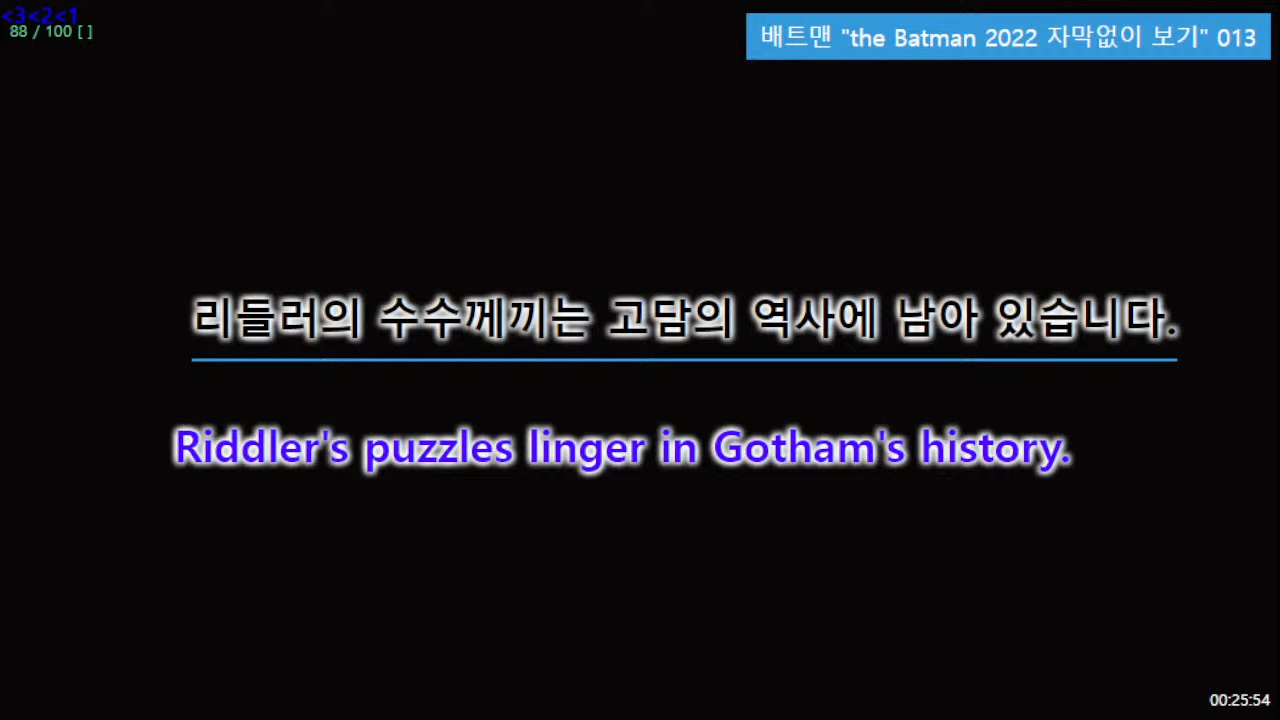 <3<2<1
88 / 100 [ ]
배트맨 "the Batman 2022 자막없이 보기" 013
리들러의 수수께끼는 고담의 역사에 남아 있습니다.
Riddler's puzzles linger in Gotham's history.
00:25:54